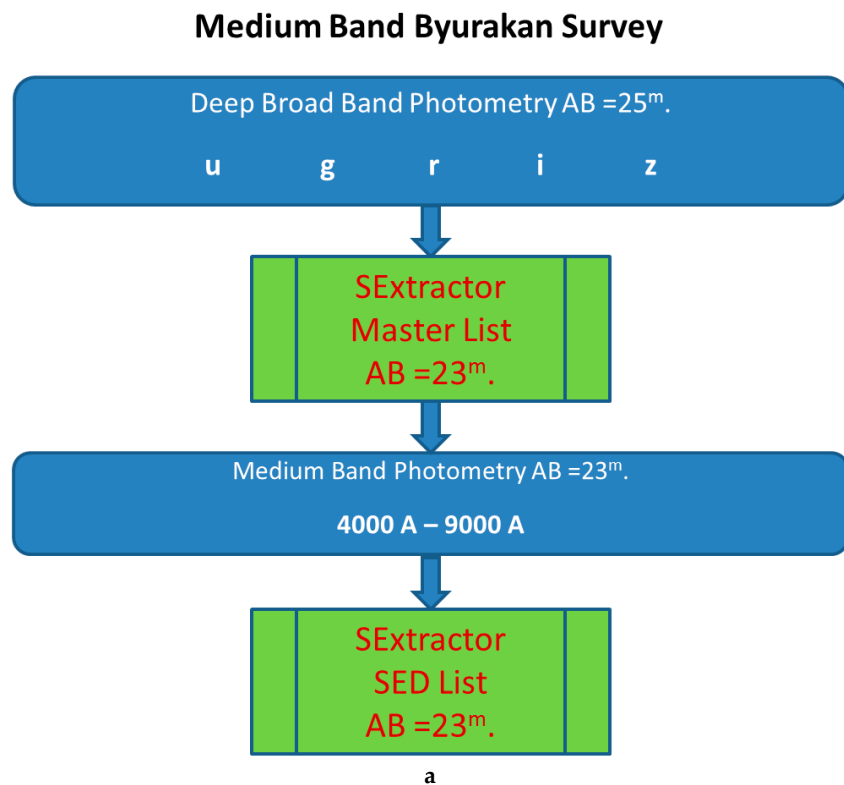 Medium Band Byurakan Survey
Deep Broad Band Photometry AB =25ᵐ.
u g r i z
SExtractor
Master List
AB =23ᵐ.
Medium Band Photometry AB =23ᵐ.
4000 A – 9000 A
SExtractor
SED List
AB =23ᵐ.
a